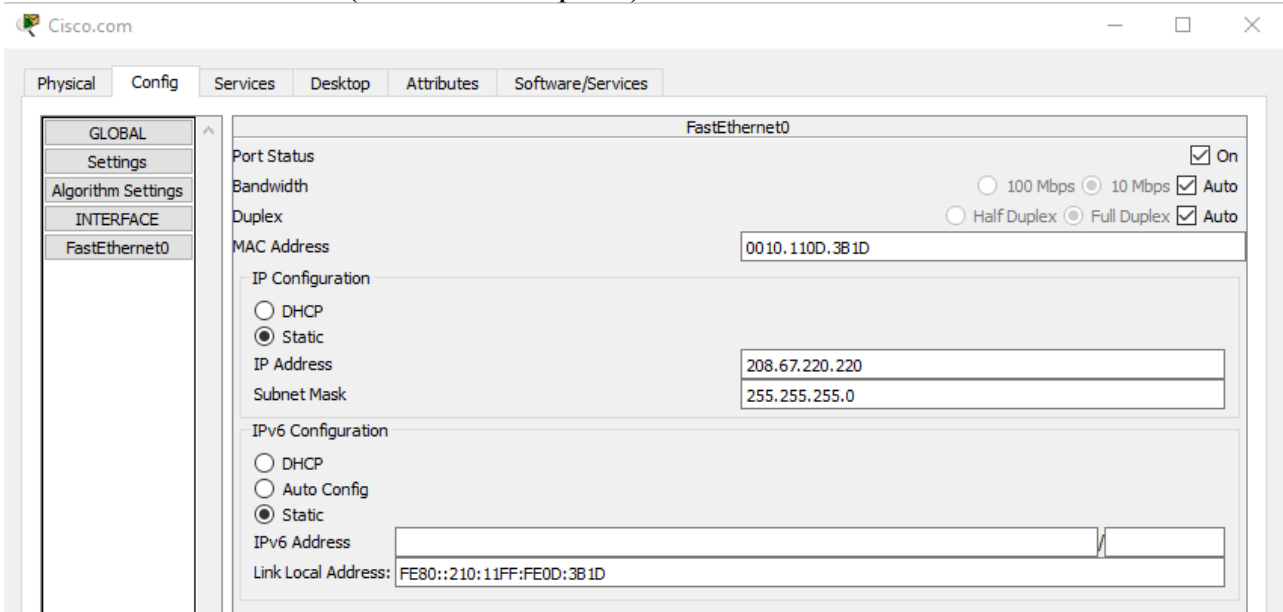 Cisco.com
Physical Config Services Desktop Attributes Software/Services
GLOBAL
Settings
Algorithm Settings
INTERFACE
FastEthernet0
FastEthernet0
Port Status On
Bandwidth 100 Mbps 10 Mbps Auto
Duplex Half Duplex Full Duplex Auto
MAC Address 0010.110D.3B1D
IP Configuration
DHCP
Static
IP Address 208.67.220.220
Subnet Mask 255.255.255.0
IPv6 Configuration
DHCP
Auto Config
Static
IPv6 Address /
Link Local Address: FE80::210:11FF:FE0D:3B1D